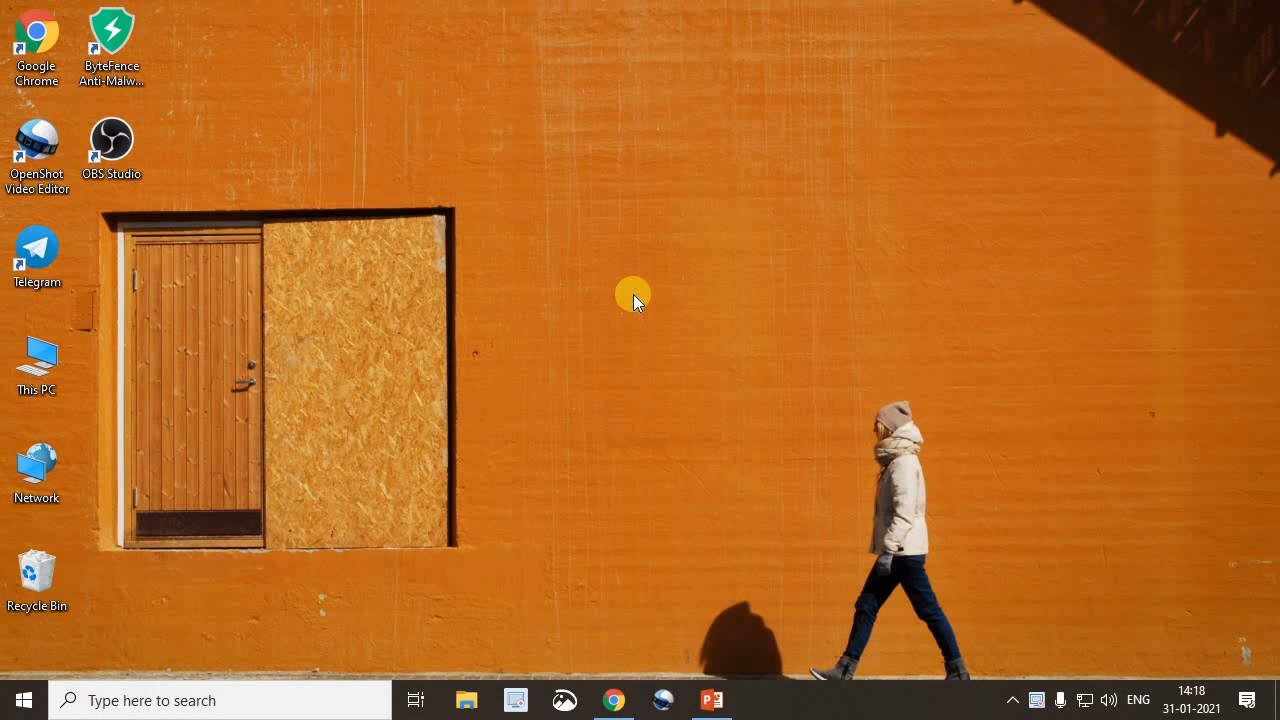 Google
Chrome
ByteFence
Anti-Malw...
OpenShot
Video Editor
OBS Studio
Telegram
This PC
Network
Recycle Bin
Type here to search
ENG
14:18
31-01-2021